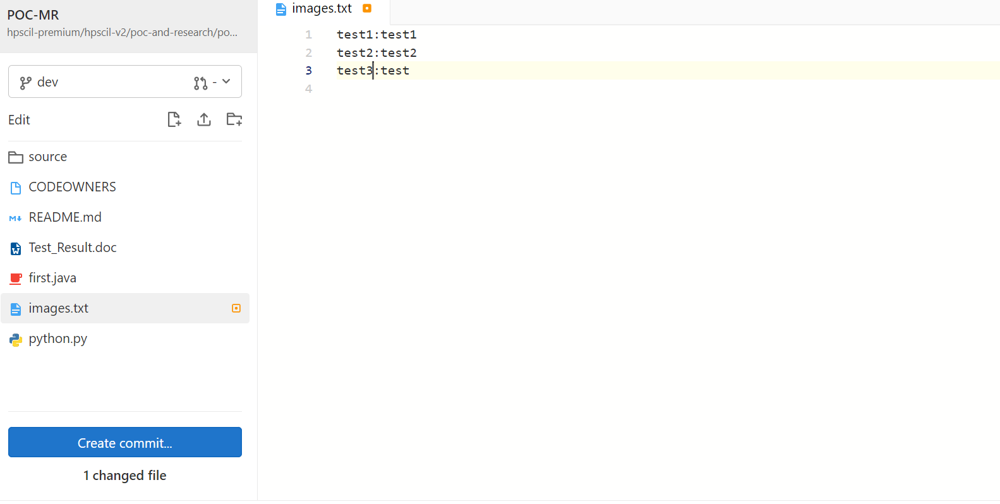 POC-MR
hpscil-premium/hpscil-v2/poc-and-research/po...
dev
-
Edit
source
CODEOWNERS
README.md
Test_Result.doc
first.java
images.txt
python.py
Create commit...
1 changed file
images.txt
1 test1:test1
2 test2:test2
3 test3:test
4